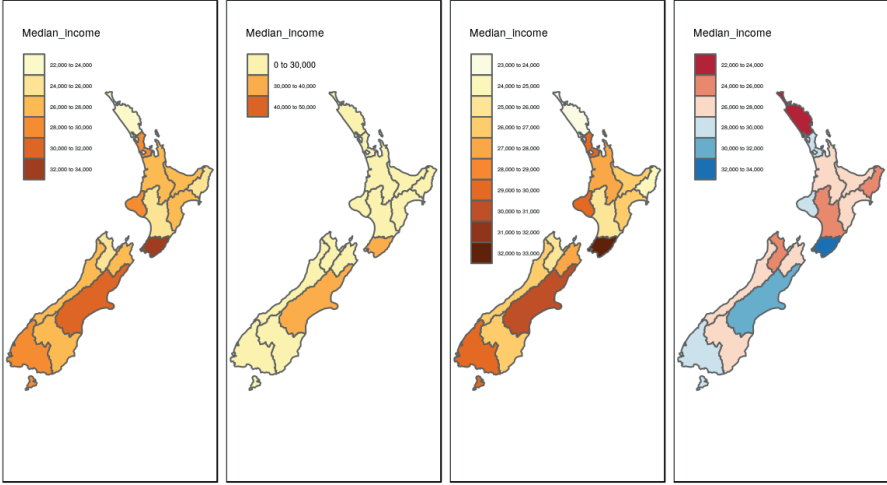 Median_income
22,000 to 24,000
24,000 to 26,000
26,000 to 28,000
28,000 to 30,000
30,000 to 32,000
32,000 to 34,000
Median_income
0 to 30,000
30,000 to 40,000
40,000 to 50,000
Median_income
23,000 to 24,000
24,000 to 25,000
25,000 to 26,000
26,000 to 27,000
27,000 to 28,000
28,000 to 29,000
29,000 to 30,000
30,000 to 31,000
31,000 to 32,000
32,000 to 33,000
Median_income
22,000 to 24,000
24,000 to 26,000
26,000 to 28,000
28,000 to 30,000
30,000 to 32,000
32,000 to 34,000